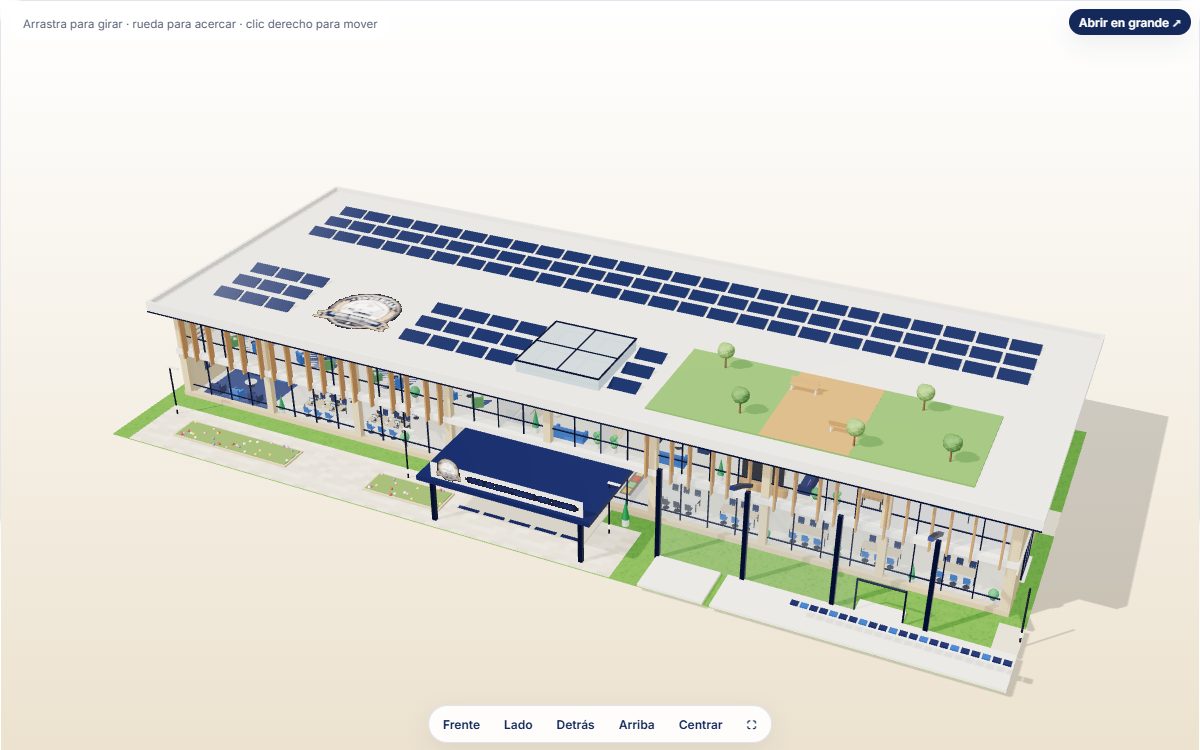 Arrastra para girar · rueda para acercar · clic derecho para mover
Abrir en grande ↗
Frente
Lado
Detrás
Arriba
Centrar